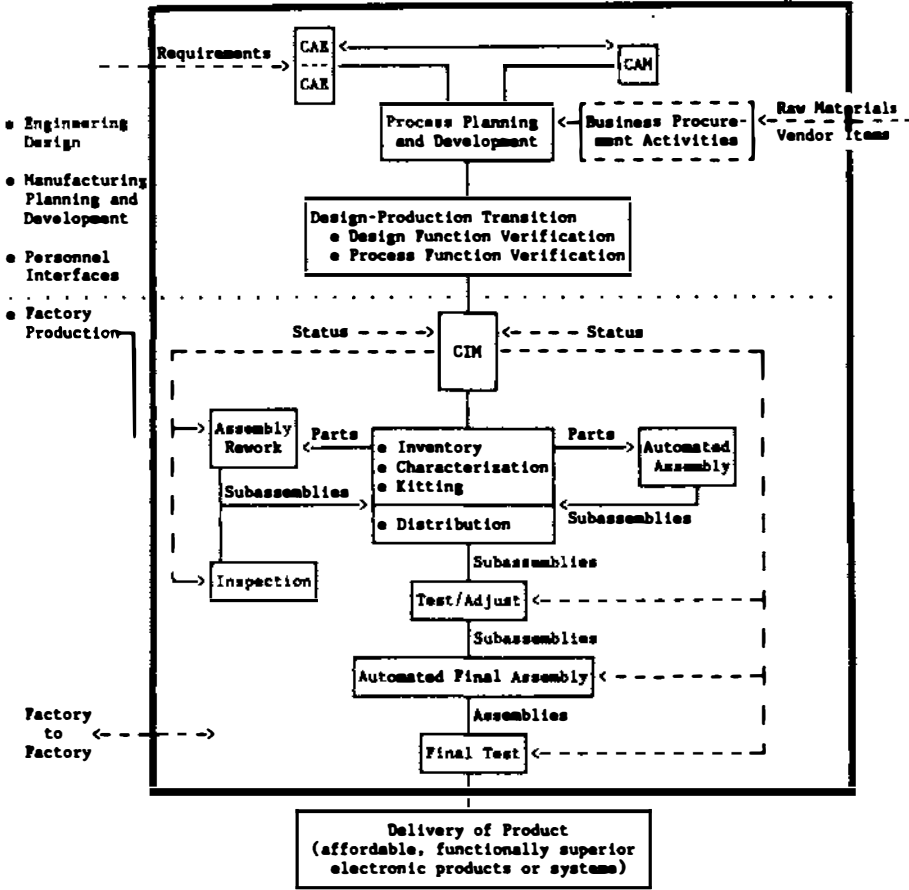 Requirements
CAE
CAE
CAM
Raw Materials
Vendor Items
● Engineering
Design
Process Planning
and Development
Business Procure-
ment Activities
● Manufacturing
Planning and
Development
Design-Production Transition
● Design Function Verification
● Process Function Verification
● Personnel
Interfaces
● Factory
Production
Status
Status
CIM
Assembly
Rework
Parts
● Inventory
● Characterization
● Kitting
● Distribution
Parts
Automated
Assembly
Subassemblies
Subassemblies
Subassemblies
Inspection
Test/Adjust
Subassemblies
Automated Final Assembly
Assemblies
Factory
to
Factory
Final Test
Delivery of Product
(affordable, functionally superior
electronic products or systems)